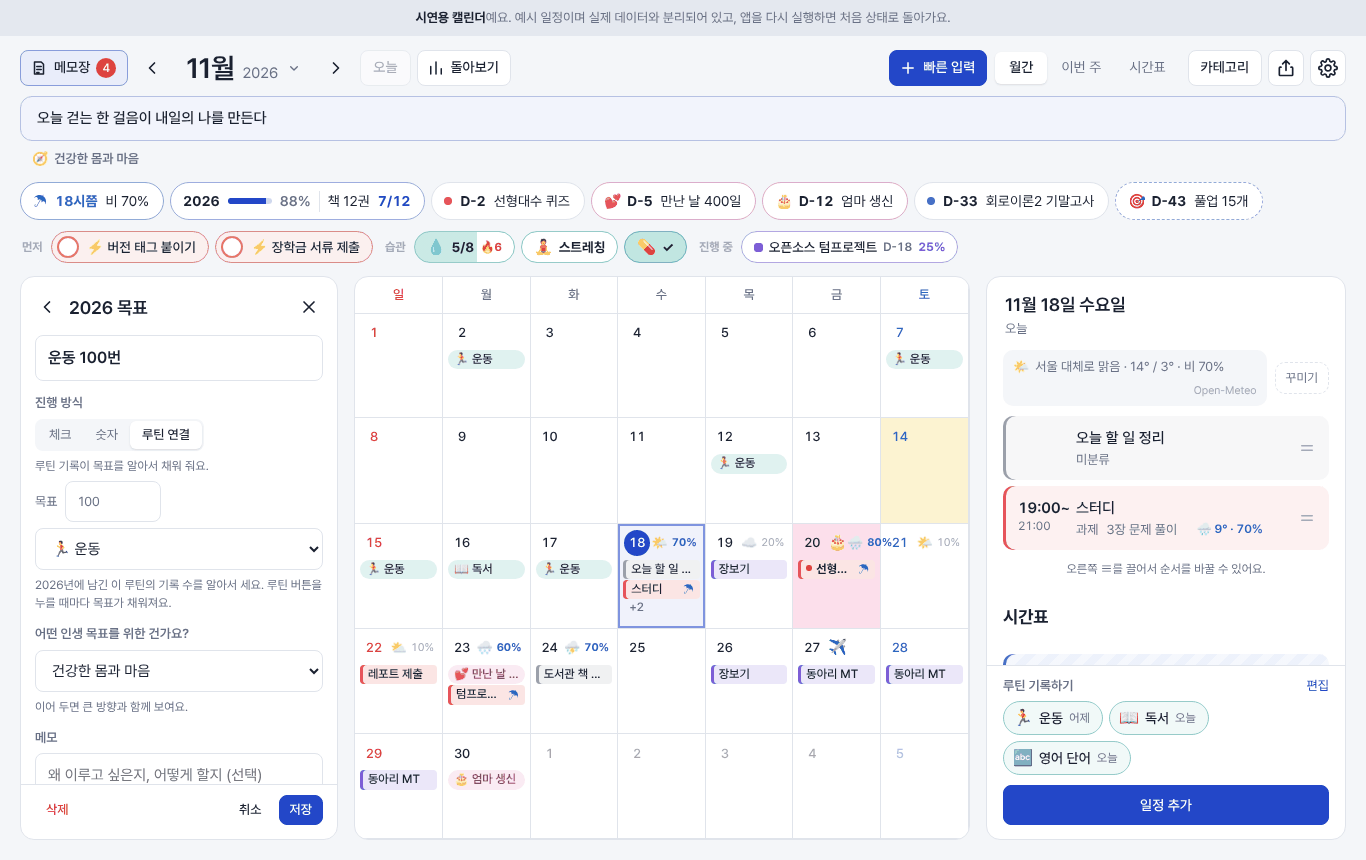 시연용 캘린더예요. 예시 일정이며 실제 데이터와 분리되어 있고, 앱을 다시 실행하면 처음 상태로 돌아가요.
메모장 4 11월 2026 오늘 돌아보기 빠른 입력 월간 이번 주 시간표 카테고리
오늘 걷는 한 걸음이 내일의 나를 만든다
🧭 건강한 몸과 마음
☂️ 18시쯤 비 70% 2026 88% 책 12권 7/12 D-2 선형대수 퀴즈 💕 D-5 만난 날 400일 🎂 D-12 엄마 생신 D-33 회로이론2 기말고사 🎯 D-43 풀업 15개
먼저 ⚡ 버전 태그 붙이기 ⚡ 장학금 서류 제출 습관 💧 5/8 🔥6 🧘 스트레칭 💊 ✓ 진행 중 오픈소스 텀프로젝트 D-18 25%
2026 목표
운동 100번
진행 방식
체크 숫자 루틴 연결
루틴 기록이 목표를 알아서 채워 줘요.
목표 100
🏃 운동
2026년에 남긴 이 루틴의 기록 수를 알아서 세요. 루틴 버튼을
누를 때마다 목표가 채워져요.
어떤 인생 목표를 위한 건가요?
건강한 몸과 마음
이어 두면 큰 방향과 함께 보여요.
메모
왜 이루고 싶은지, 어떻게 할지 (선택)
삭제 취소 저장
일 월 화 수 목 금 토
1 2 3 4 5 6 7
🏃 운동 🏃 운동
8 9 10 11 12 13 14
🏃 운동
15 16 17 18 🌤️ 70% 19 ☁️ 20% 20 🎂 🌧️ 80% 21 🌤️ 10%
🏃 운동 📖 독서 🏃 운동 오늘 할 일 ... 장보기 선형... ☂️
스터디 ☂️
+2
22 ⛅ 10% 23 🌧️ 60% 24 🌦️ 70% 25 26 27 ✈️ 28
레포트 제출 💕 만난 날 ... 도서관 책 ... 장보기 동아리 MT 동아리 MT
텀프로... ☂️
29 30 1 2 3 4 5
동아리 MT 🎂 엄마 생신
11월 18일 수요일
오늘
🌤️ 서울 대체로 맑음 · 14° / 3° · 비 70%
Open-Meteo
꾸미기
오늘 할 일 정리
미분류
19:00~ 스터디
21:00 과제 3장 문제 풀이 🌧️ 9° · 70%
오른쪽 ≡를 끌어서 순서를 바꿀 수 있어요.
시간표
루틴 기록하기 편집
🏃 운동 어제 📖 독서 오늘
🔤 영어 단어 오늘
일정 추가